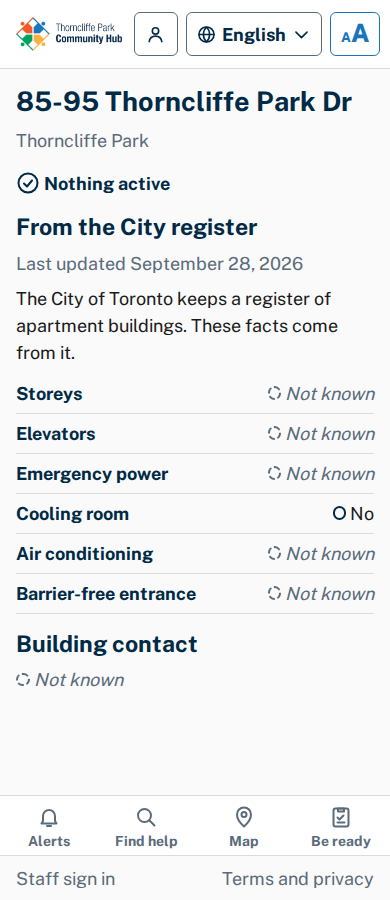 Thorncliffe Park
Community Hub
English
AA
85-95 Thorncliffe Park Dr
Thorncliffe Park
Nothing active
From the City register
Last updated September 28, 2026
The City of Toronto keeps a register of
apartment buildings. These facts come
from it.
Storeys Not known
Elevators Not known
Emergency power Not known
Cooling room No
Air conditioning Not known
Barrier-free entrance Not known
Building contact
Not known
Alerts Find help Map Be ready
Staff sign in Terms and privacy